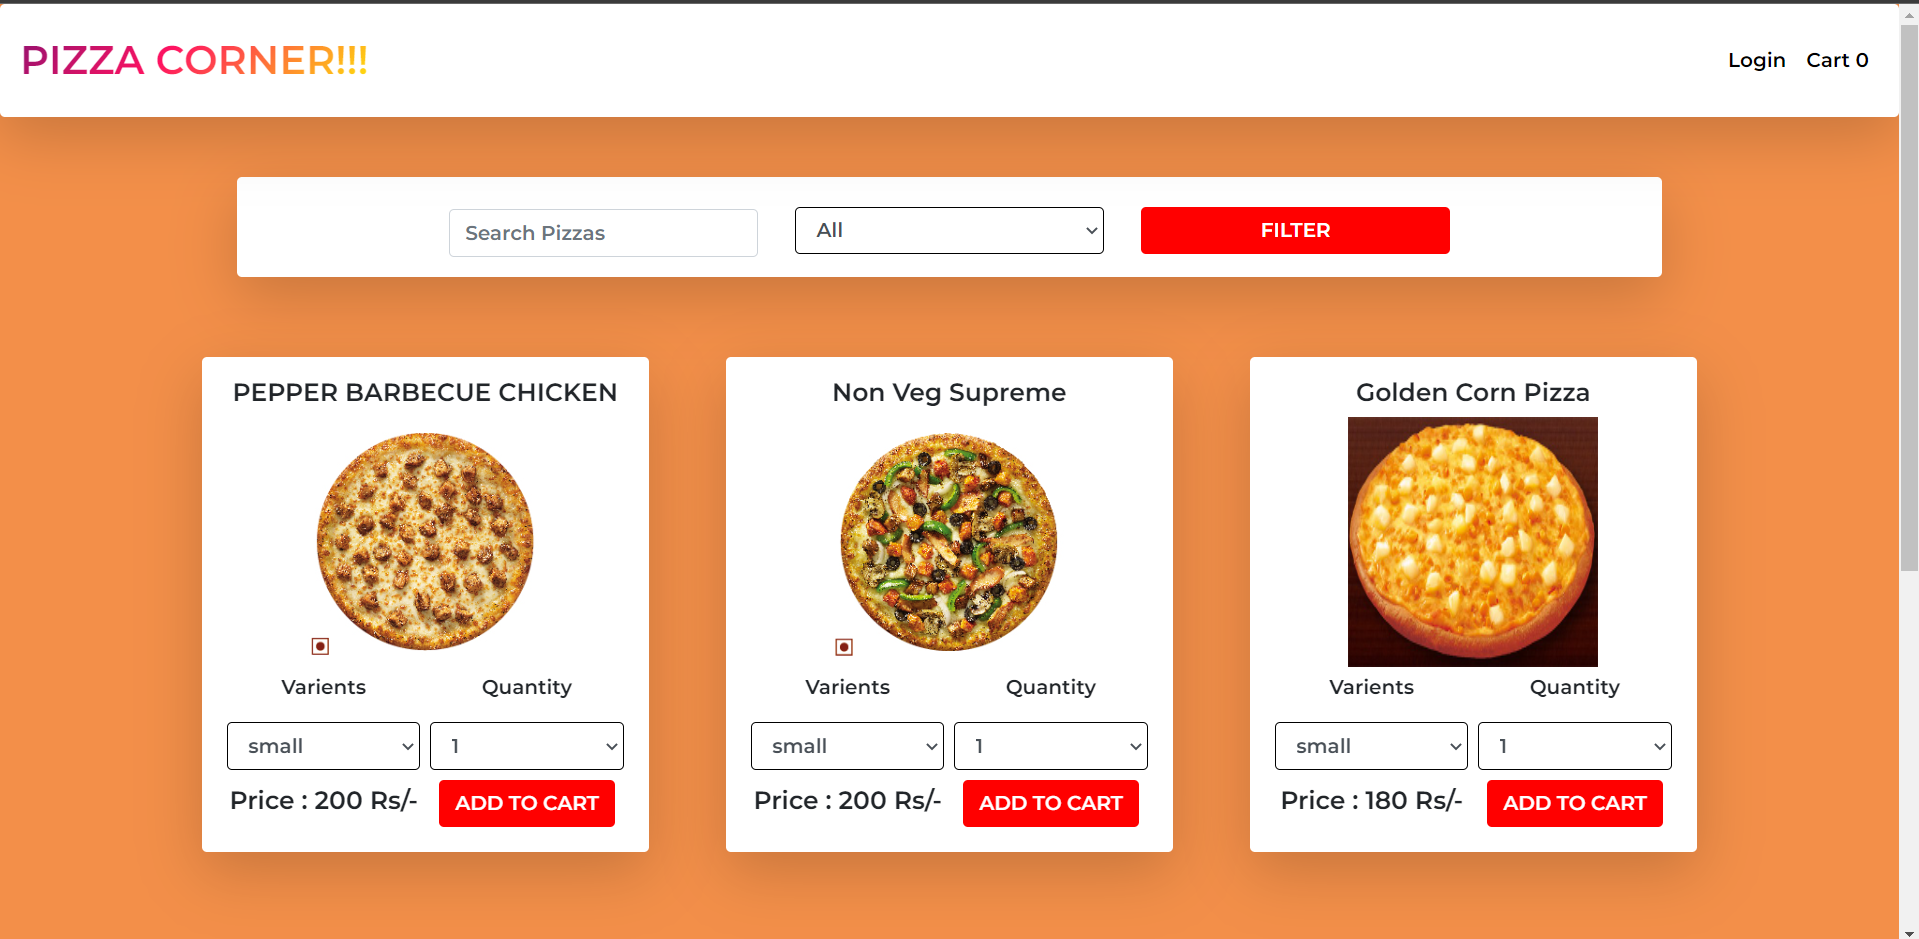 PIZZA CORNER!!!
Login Cart 0
Search Pizzas
All
FILTER
PEPPER BARBECUE CHICKEN
Varients Quantity
small 1
Price : 200 Rs/- ADD TO CART
Non Veg Supreme
Varients Quantity
small 1
Price : 200 Rs/- ADD TO CART
Golden Corn Pizza
Varients Quantity
small 1
Price : 180 Rs/- ADD TO CART